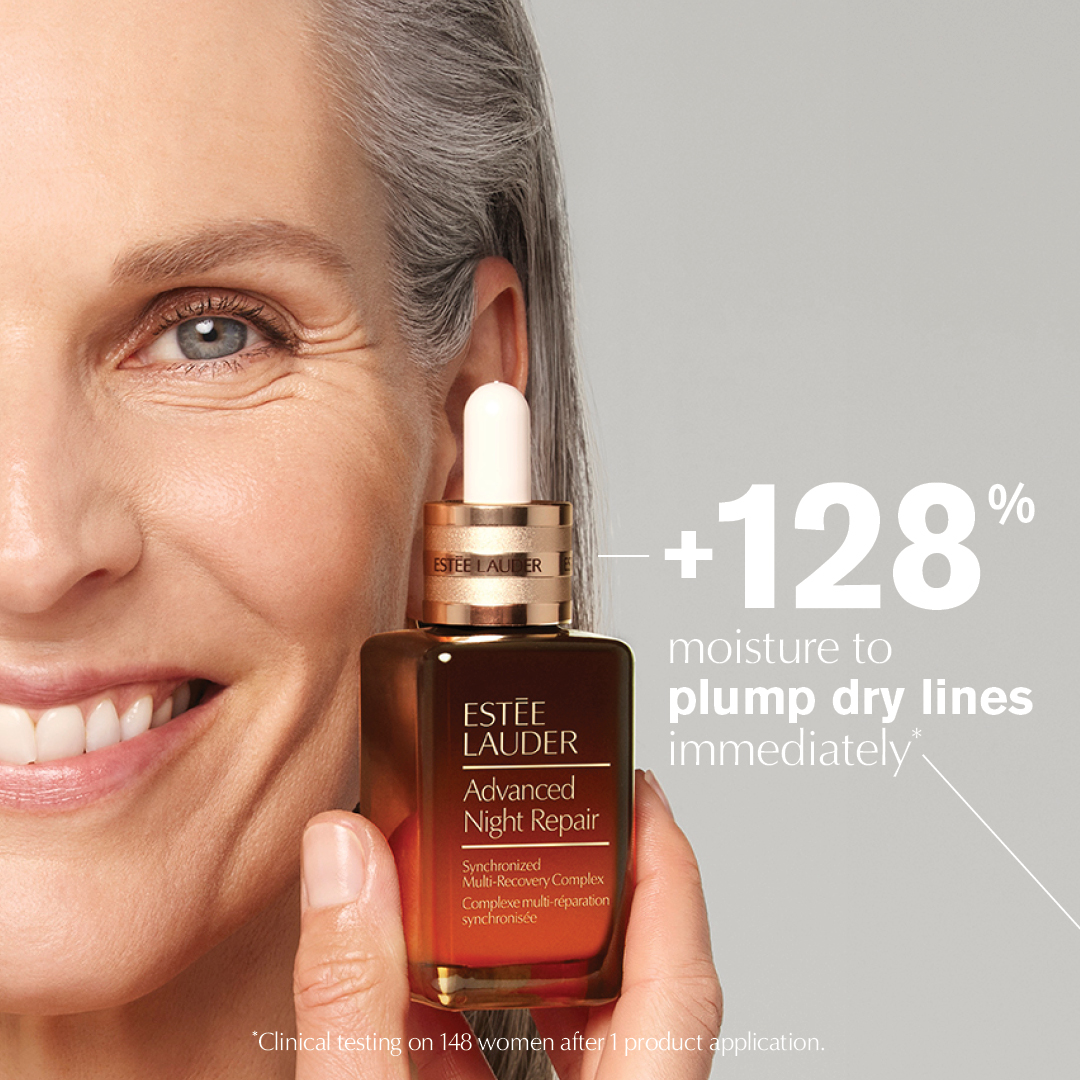 ESTĒE LAUDER ES
ESTĒE
LAUDER
Advanced
Night Repair
Synchronized
Multi-Recovery Complex
Complexe multi-réparation
synchronisée
+128%
moisture to
plump dry lines
immediately*
*Clinical testing on 148 women after 1 product application.